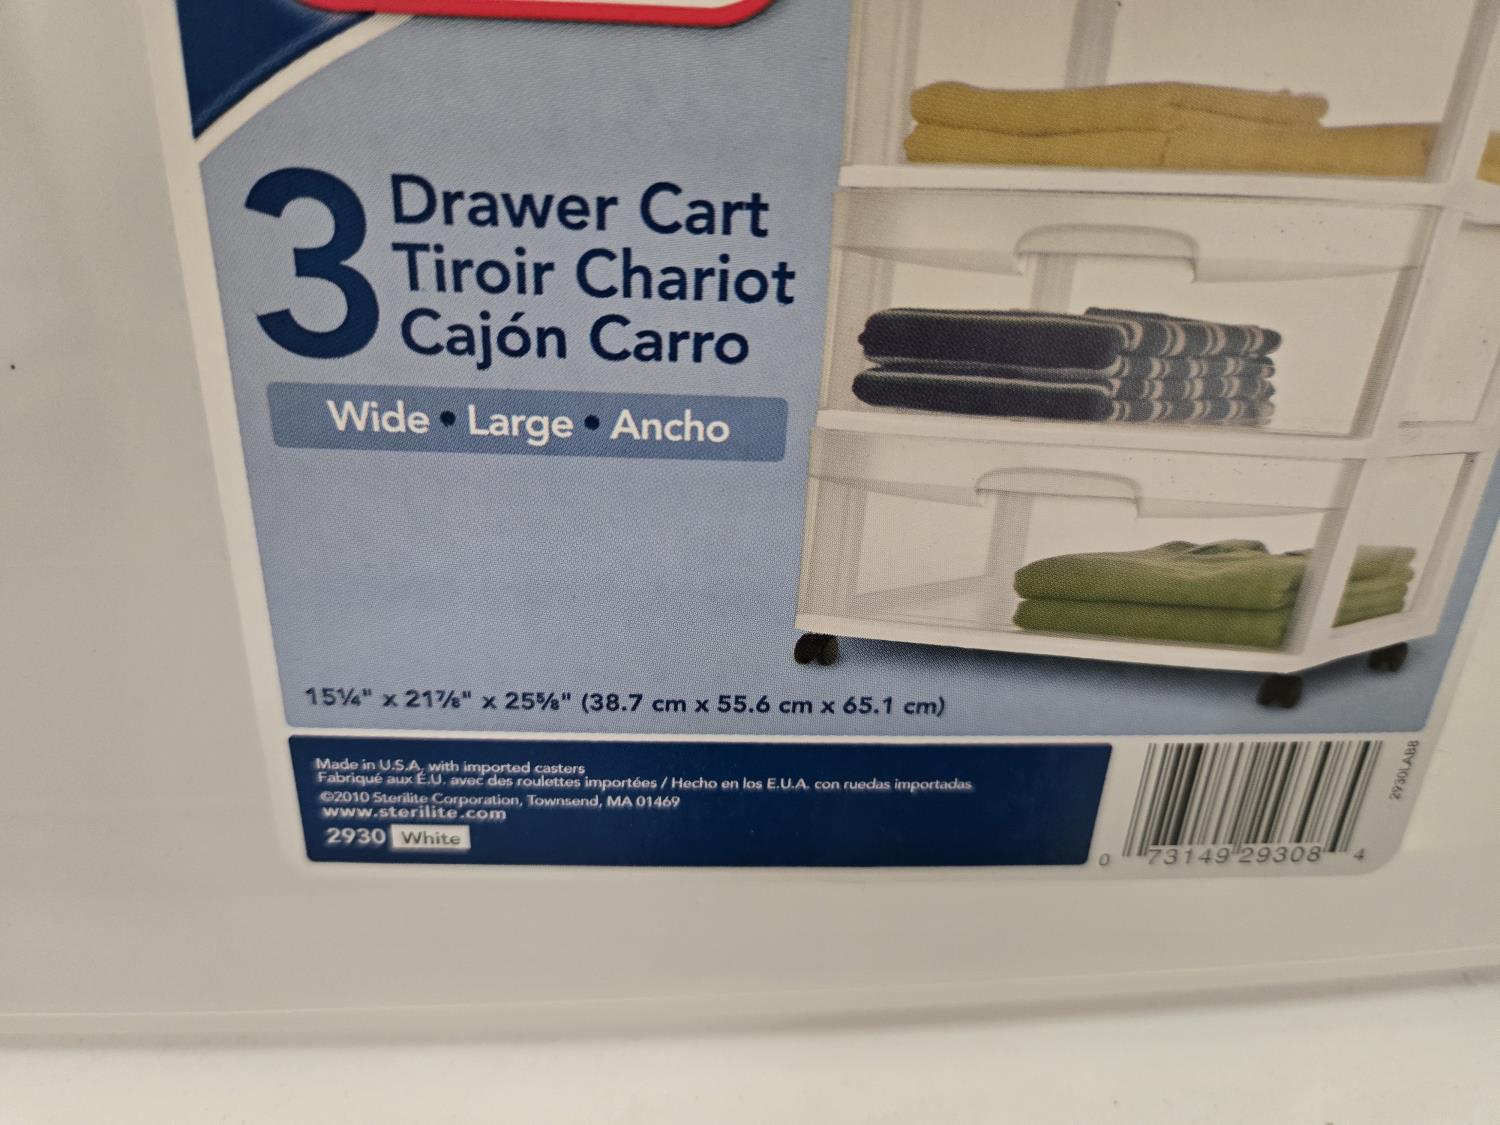 3 Drawer Cart
Tiroir Chariot
Cajón Carro
Wide • Large • Ancho
15¼" x 21⅞" x 25⅝" (38.7 cm x 55.6 cm x 65.1 cm)
Made in U.S.A. with imported casters
Fabriqué aux É.U. avec des roulettes importées / Hecho en los E.U.A. con ruedas importadas
©2010 Sterilite Corporation, Townsend, MA 01469
www.sterilite.com
2930 White
0 73149 29308 4
2930LAB8